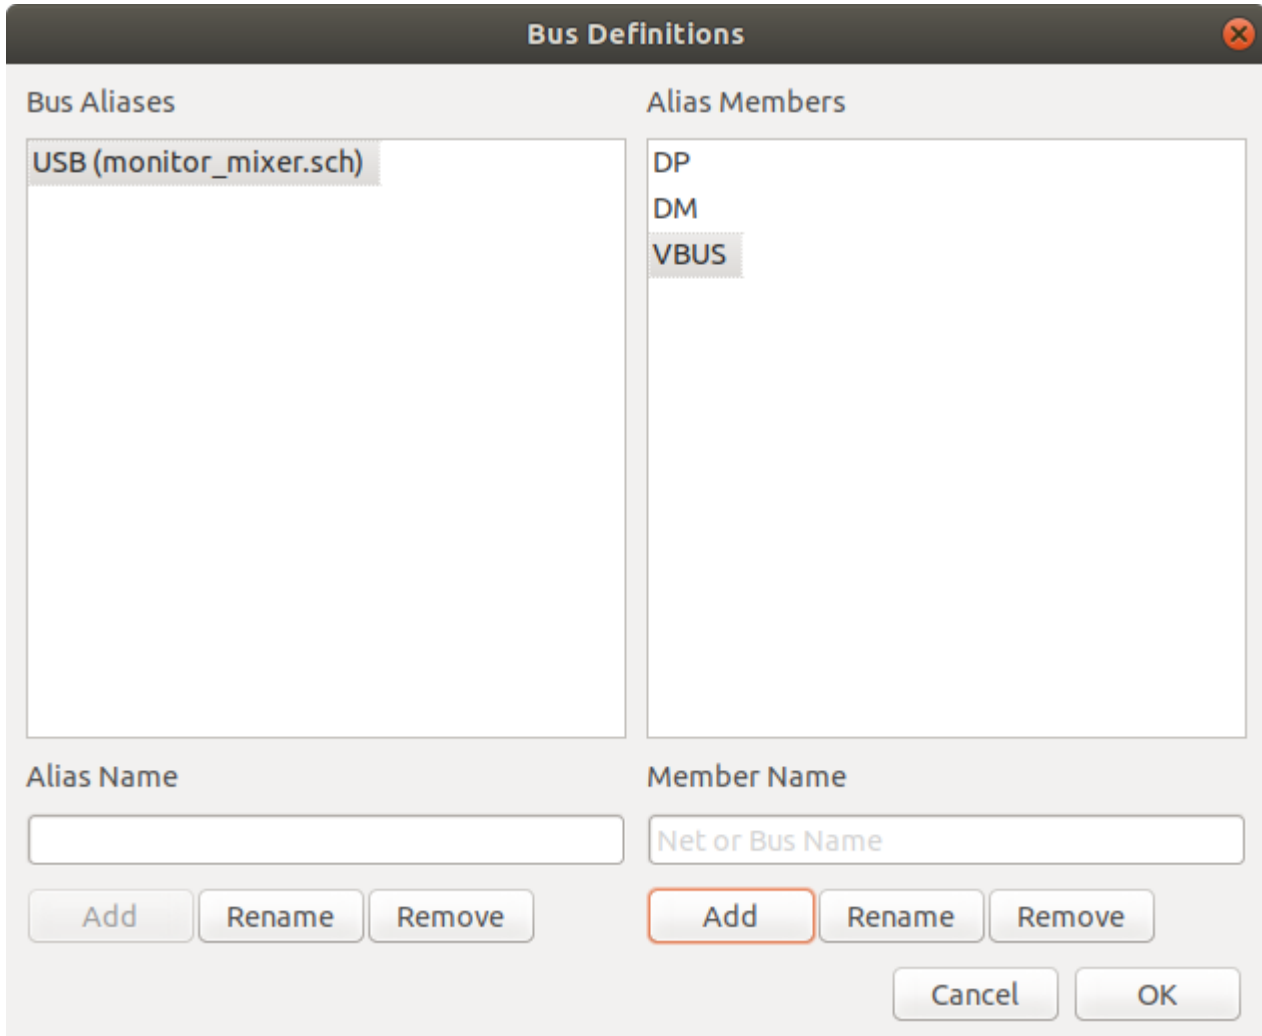 Bus Definitions
Bus Aliases
Alias Members
USB (monitor_mixer.sch)
DP
DM
VBUS
Alias Name
Member Name
Net or Bus Name
Add Rename Remove
Add Rename Remove
Cancel OK